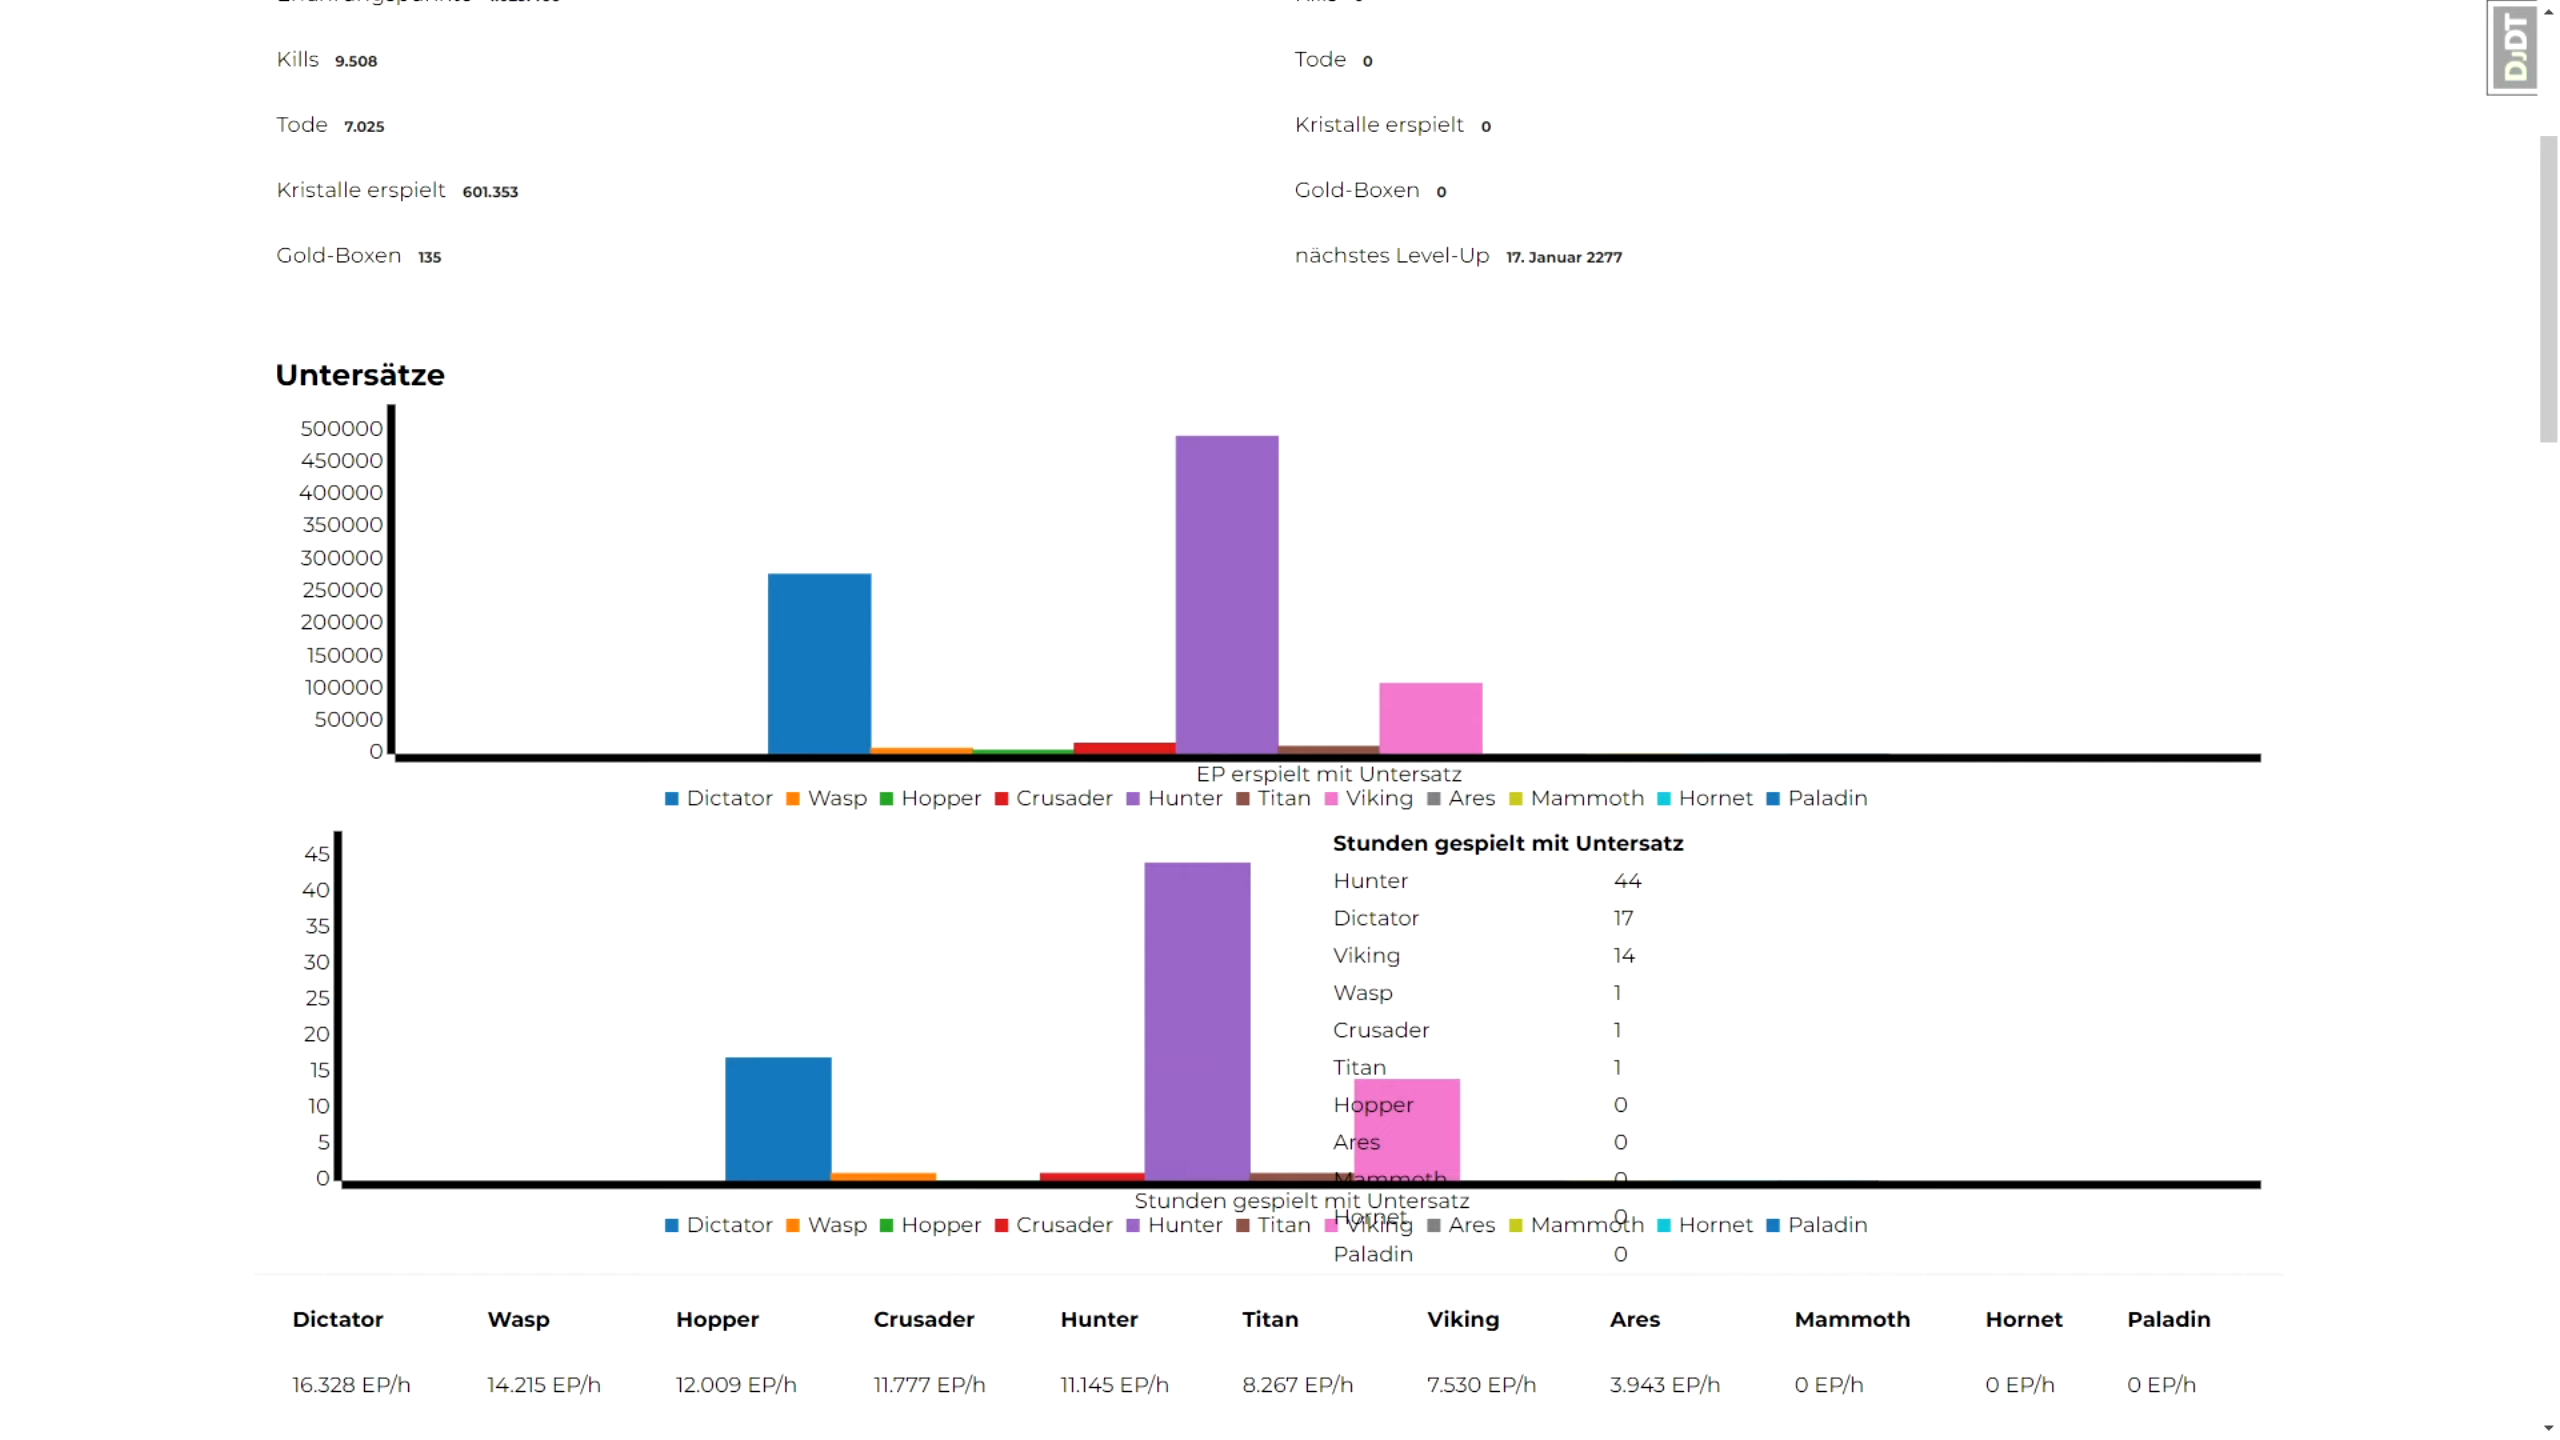 Kills 9.508
Tode 7.025
Kristalle erspielt 601.353
Gold-Boxen 135
Tode 0
Kristalle erspielt 0
Gold-Boxen 0
nächstes Level-Up 17. Januar 2277
DJDT
Untersätze
500000
450000
400000
350000
300000
250000
200000
150000
100000
50000
0
EP erspielt mit Untersatz
Dictator Wasp Hopper Crusader Hunter Titan Viking Ares Mammoth Hornet Paladin
45
40
35
30
25
20
15
10
5
0
Stunden gespielt mit Untersatz
Dictator Wasp Hopper Crusader Hunter Titan Viking Ares Mammoth Hornet Paladin
Stunden gespielt mit Untersatz
Hunter 44
Dictator 17
Viking 14
Wasp 1
Crusader 1
Titan 1
Hopper 0
Ares 0
Mammoth 0
Hornet 0
Paladin 0
Dictator Wasp Hopper Crusader Hunter Titan Viking Ares Mammoth Hornet Paladin
16.328 EP/h 14.215 EP/h 12.009 EP/h 11.777 EP/h 11.145 EP/h 8.267 EP/h 7.530 EP/h 3.943 EP/h 0 EP/h 0 EP/h 0 EP/h